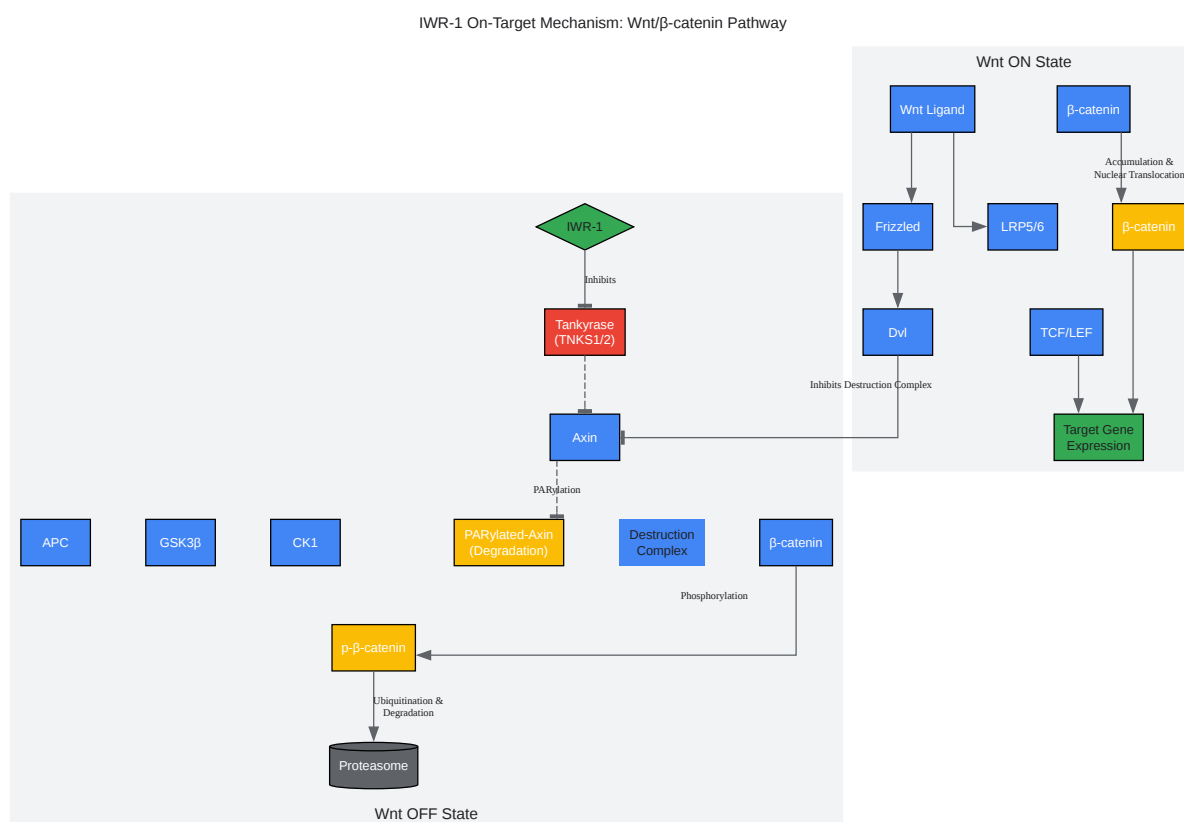 IWR-1 On-Target Mechanism: Wnt/β-catenin Pathway
Wnt ON State
Wnt Ligand
β-catenin
Accumulation &
Nuclear Translocation
Frizzled
LRP5/6
β-catenin
Dvl
TCF/LEF
Inhibits Destruction Complex
Target Gene
Expression
IWR-1
Inhibits
Tankyrase
(TNKS1/2)
Axin
PARylation
APC
GSK3β
CK1
PARylated-Axin
(Degradation)
Destruction
Complex
β-catenin
Phosphorylation
p-β-catenin
Ubiquitination &
Degradation
Proteasome
Wnt OFF State